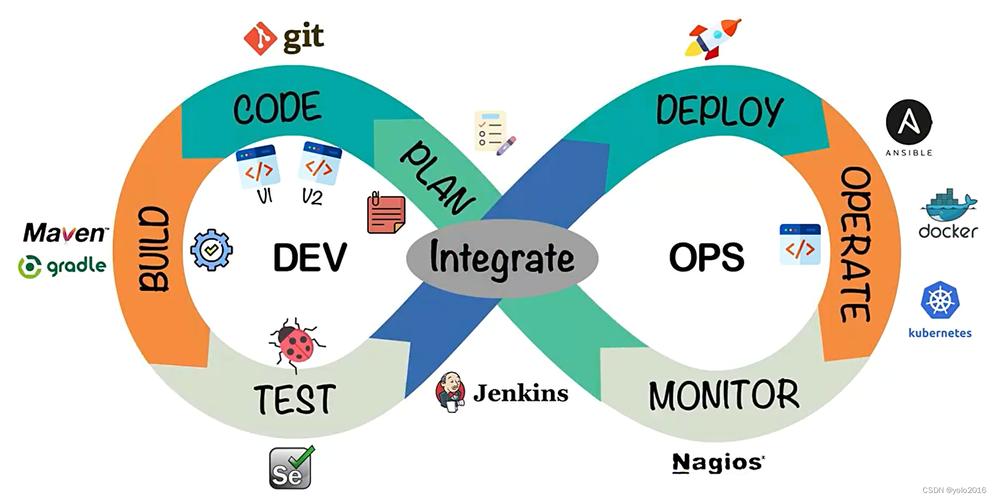 git
CODE
DEPLOY
PLAN
</>
</>
V1
V2
ANSIBLE
Maven™
gradle
BUILD
DEV
Integrate
OPS
</>
OPERATE
docker
kubernetes
TEST
Jenkins
MONITOR
Se
Nagios
CSDN @yolo2016